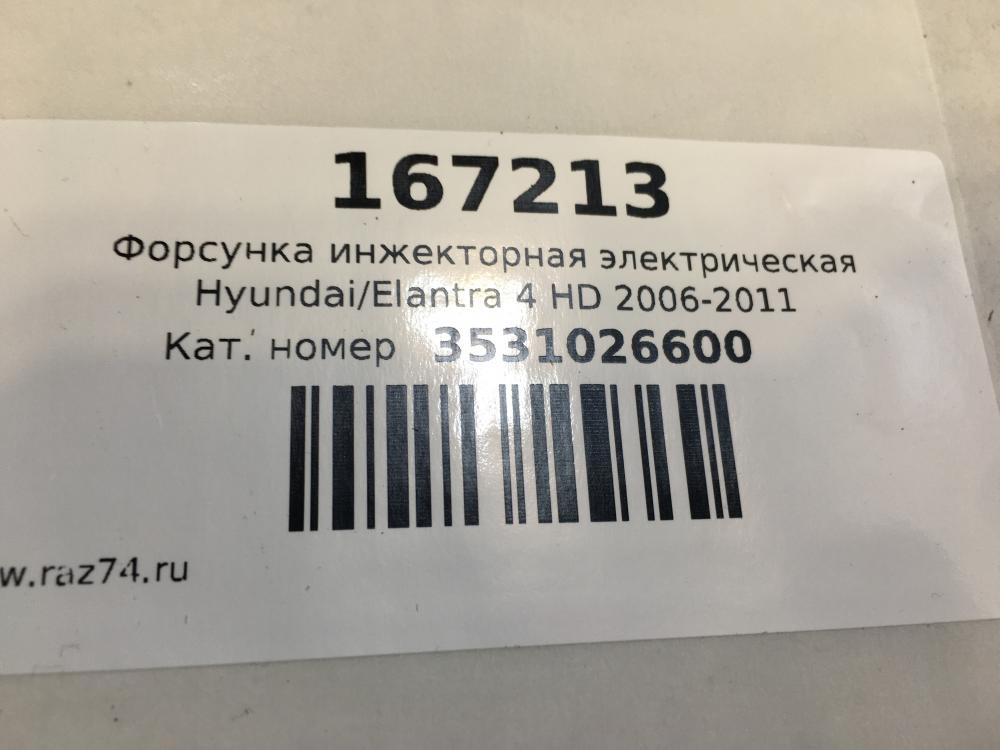 167213
Форсунка инжекторная электрическая
Hyundai/Elantra 4 HD 2006-2011
Кат. номер 3531026600
w.raz74.ru